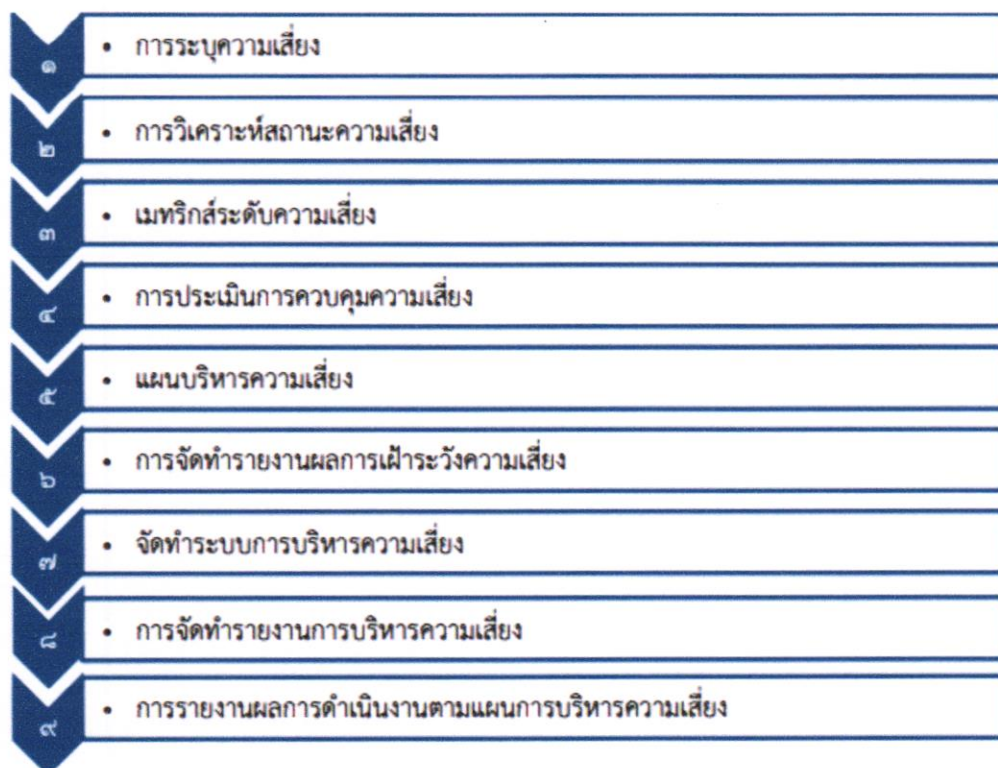 ๑ • การระบุความเสี่ยง
๒ • การวิเคราะห์สถานะความเสี่ยง
๓ • เมทริกส์ระดับความเสี่ยง
๔ • การประเมินการควบคุมความเสี่ยง
๕ • แผนบริหารความเสี่ยง
๖ • การจัดทำรายงานผลการเฝ้าระวังความเสี่ยง
๗ • จัดทำระบบการบริหารความเสี่ยง
๘ • การจัดทำรายงานการบริหารความเสี่ยง
๙ • การรายงานผลการดำเนินงานตามแผนการบริหารความเสี่ยง